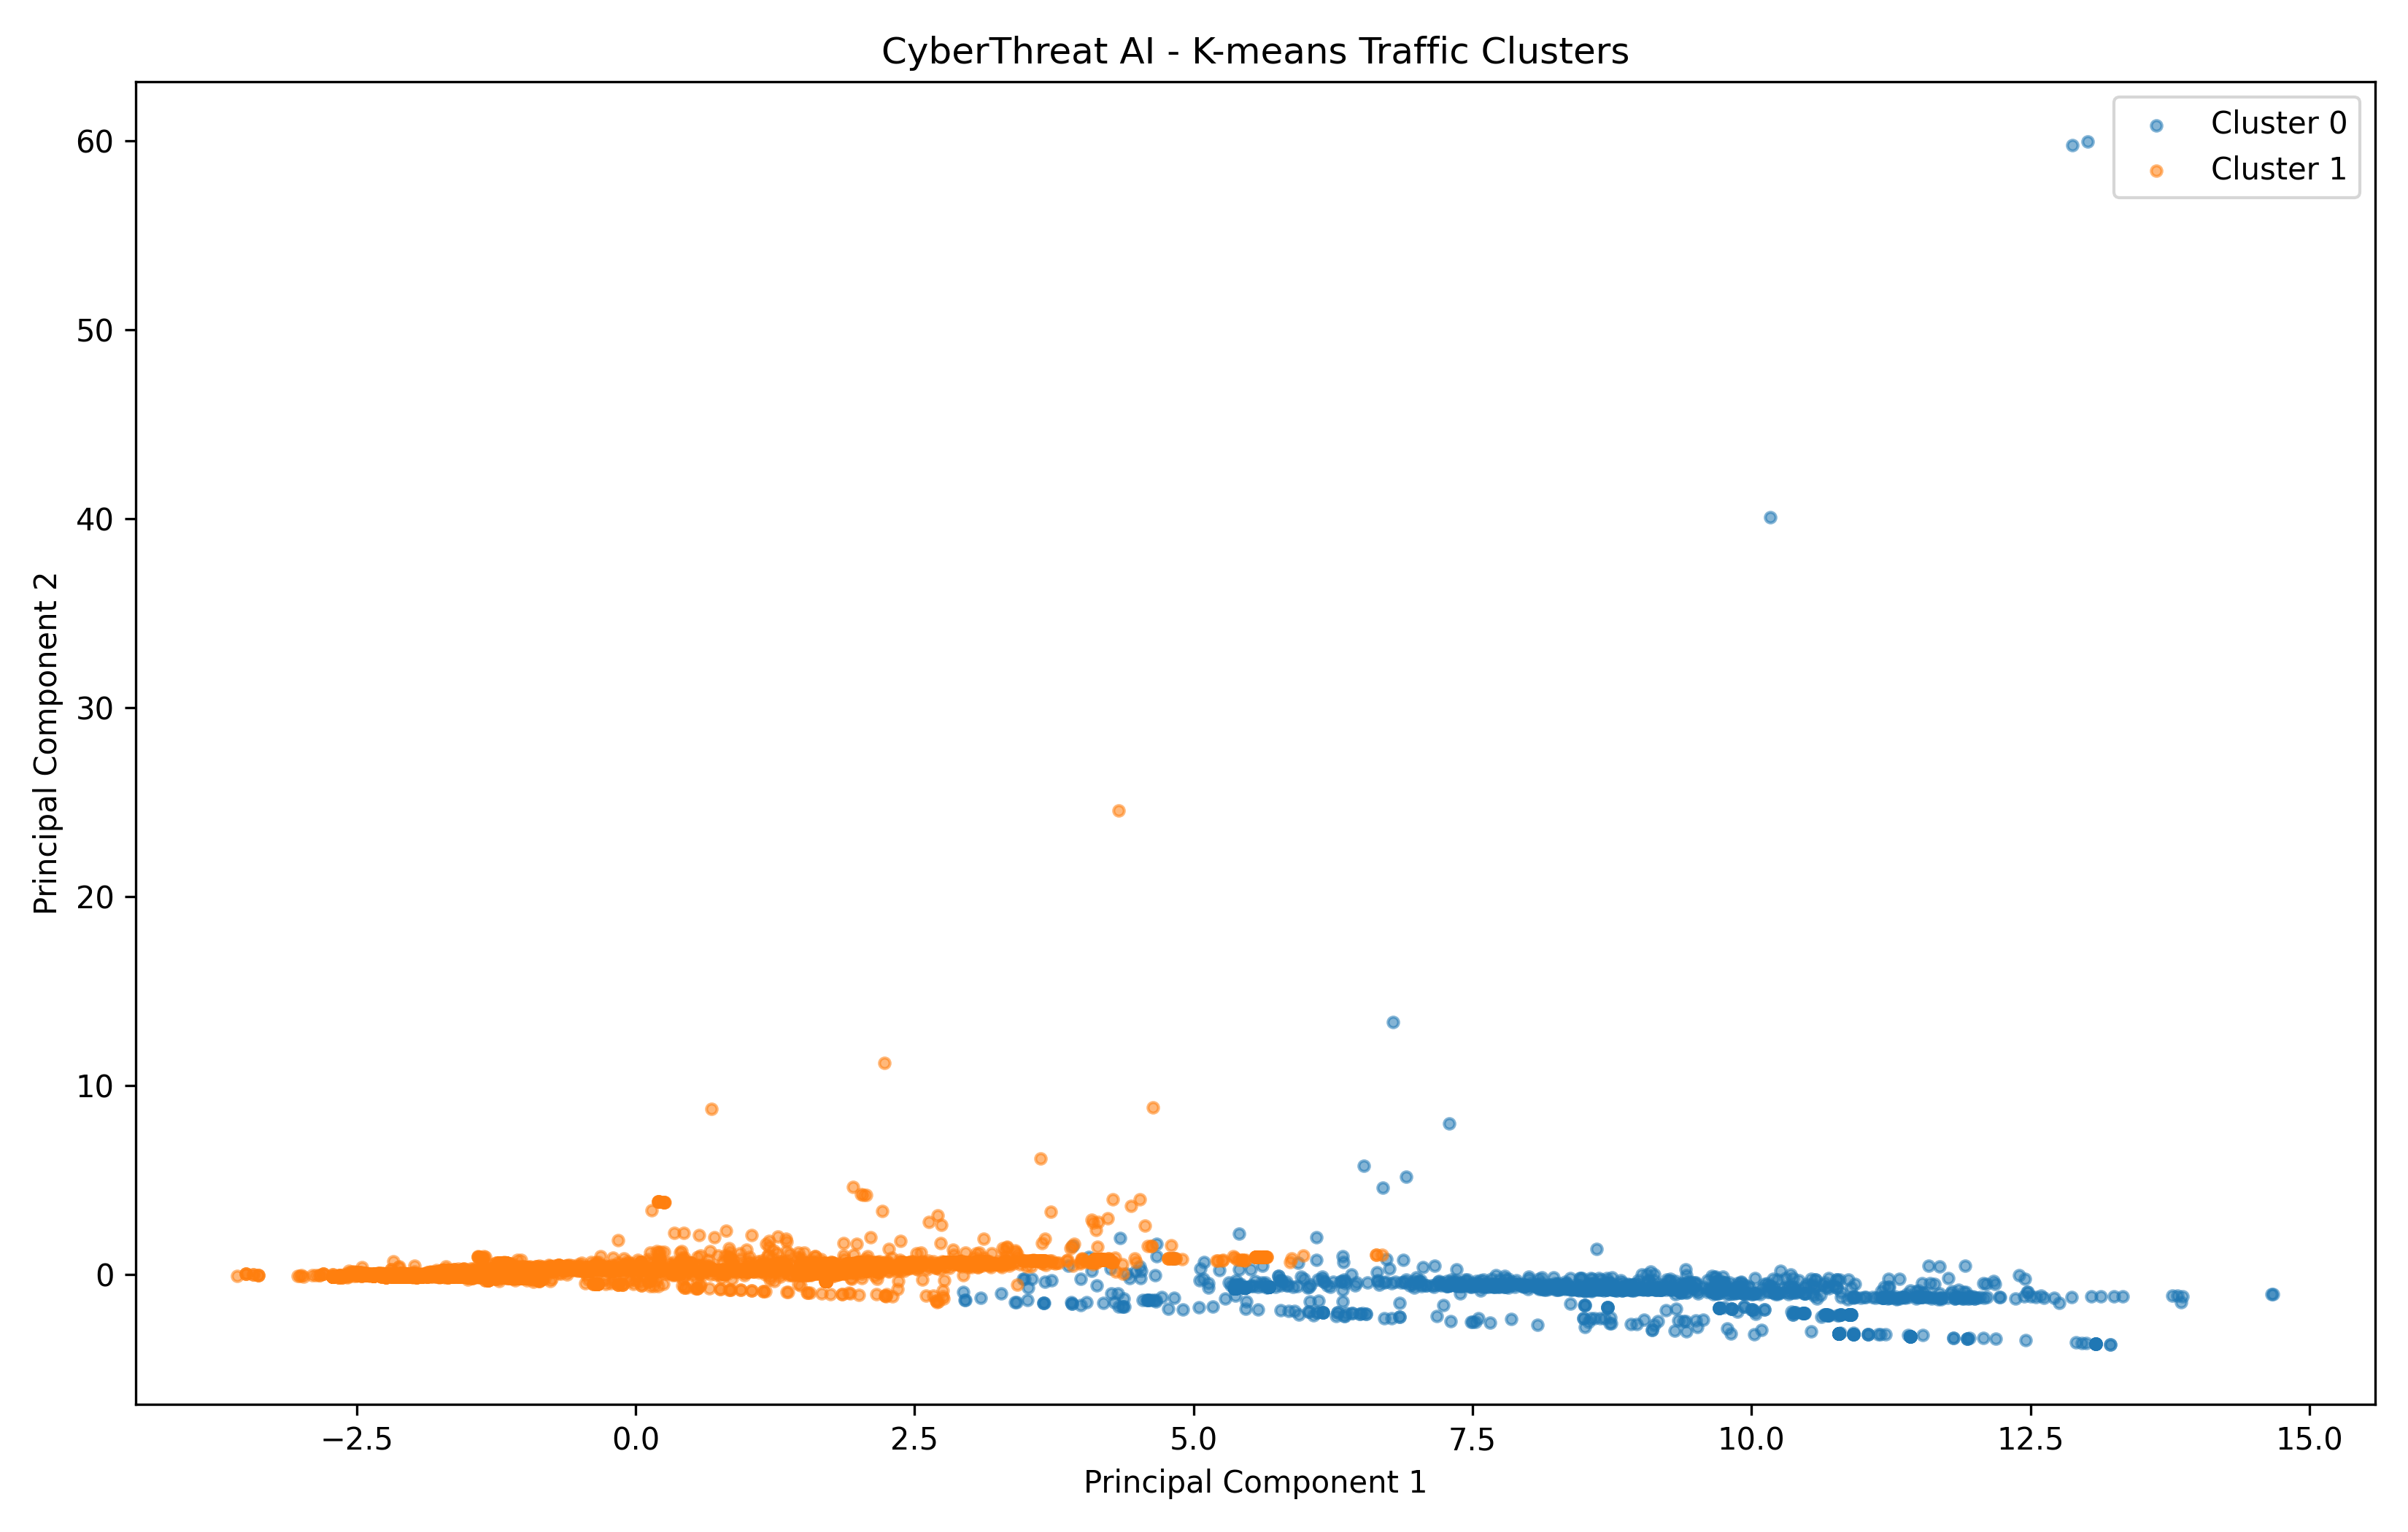 CyberThreat AI - K-means Traffic Clusters
Cluster 0
Cluster 1
Principal Component 2
60
50
40
30
20
10
0
−2.5 0.0 2.5 5.0 7.5 10.0 12.5 15.0
Principal Component 1